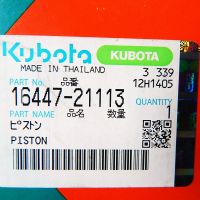 Kubota KUBOTA
MADE IN THAILAND 3 339
PART No. 品番 12H1405
16447-21113 QUANTITY
PART NAME 品名 数量 1
ピストン
PISTON